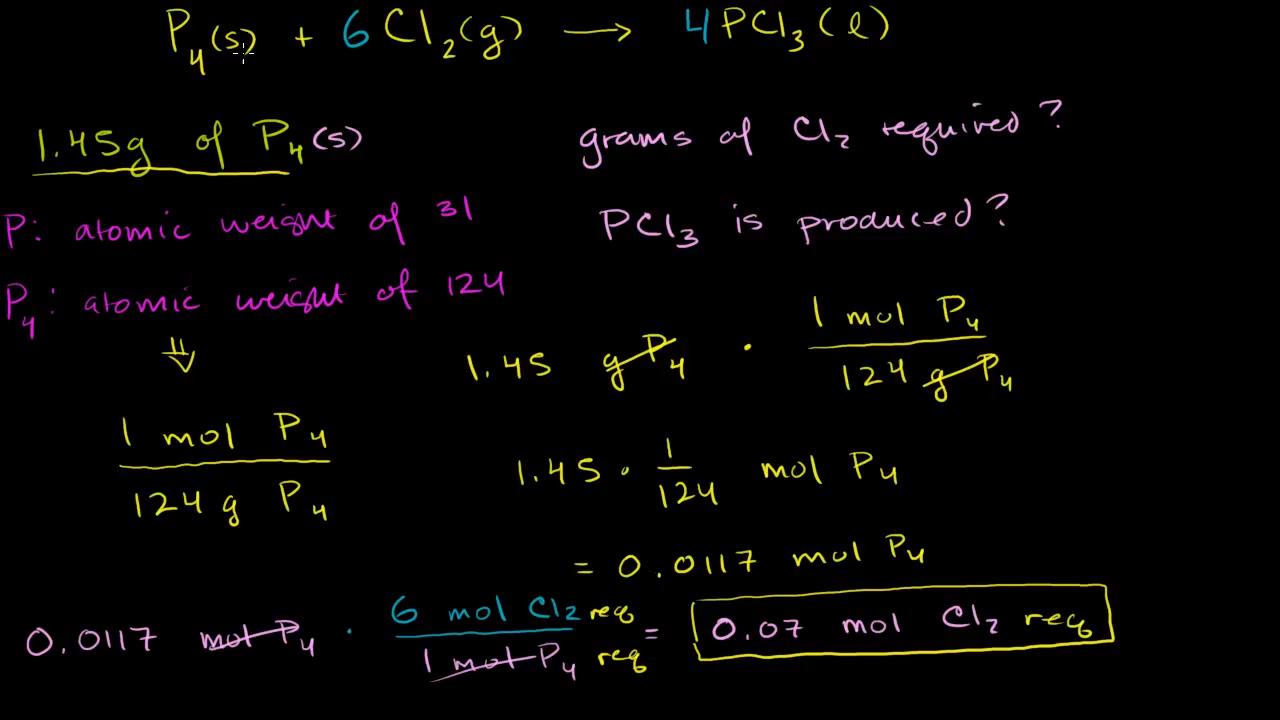 P₄(s) + 6Cl₂(g) → 4PCl₃(l)
1.45g of P₄(s)
grams of Cl₂ required?
P: atomic weight of 31
PCl₃ is produced?
P₄: atomic weight of 124
⇓
1 mol P₄
124 g P₄
1.45 g P₄ · 1 mol P₄ / 124 g P₄
1.45 · 1/124 mol P₄
= 0.0117 mol P₄
0.0117 mol P₄ · 6 mol Cl₂ req / 1 mol P₄ req = 0.07 mol Cl₂ req